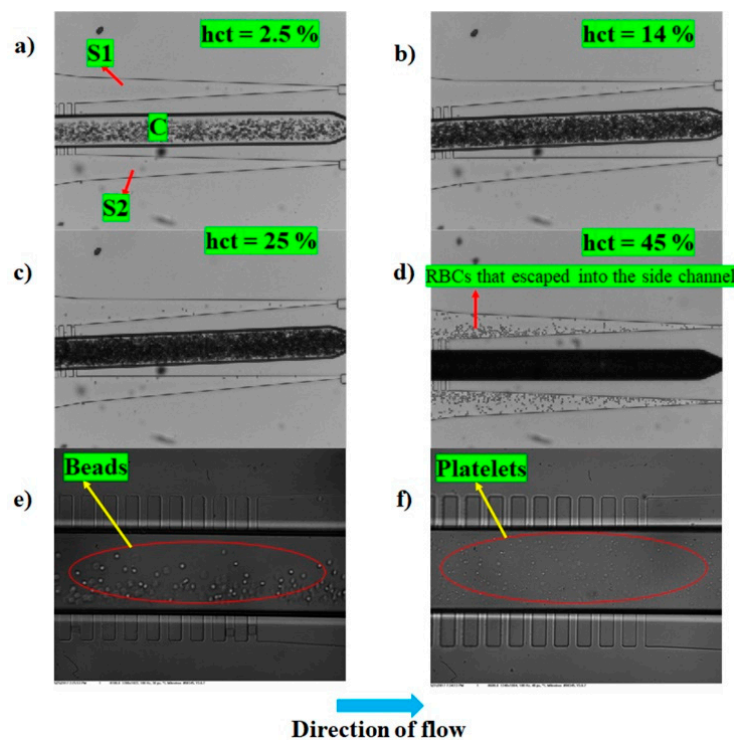 a)
hct = 2.5 %
S1
C
S2
b)
hct = 14 %
c)
hct = 25 %
d)
hct = 45 %
RBCs that escaped into the side channel
e)
Beads
f)
Platelets
Direction of flow